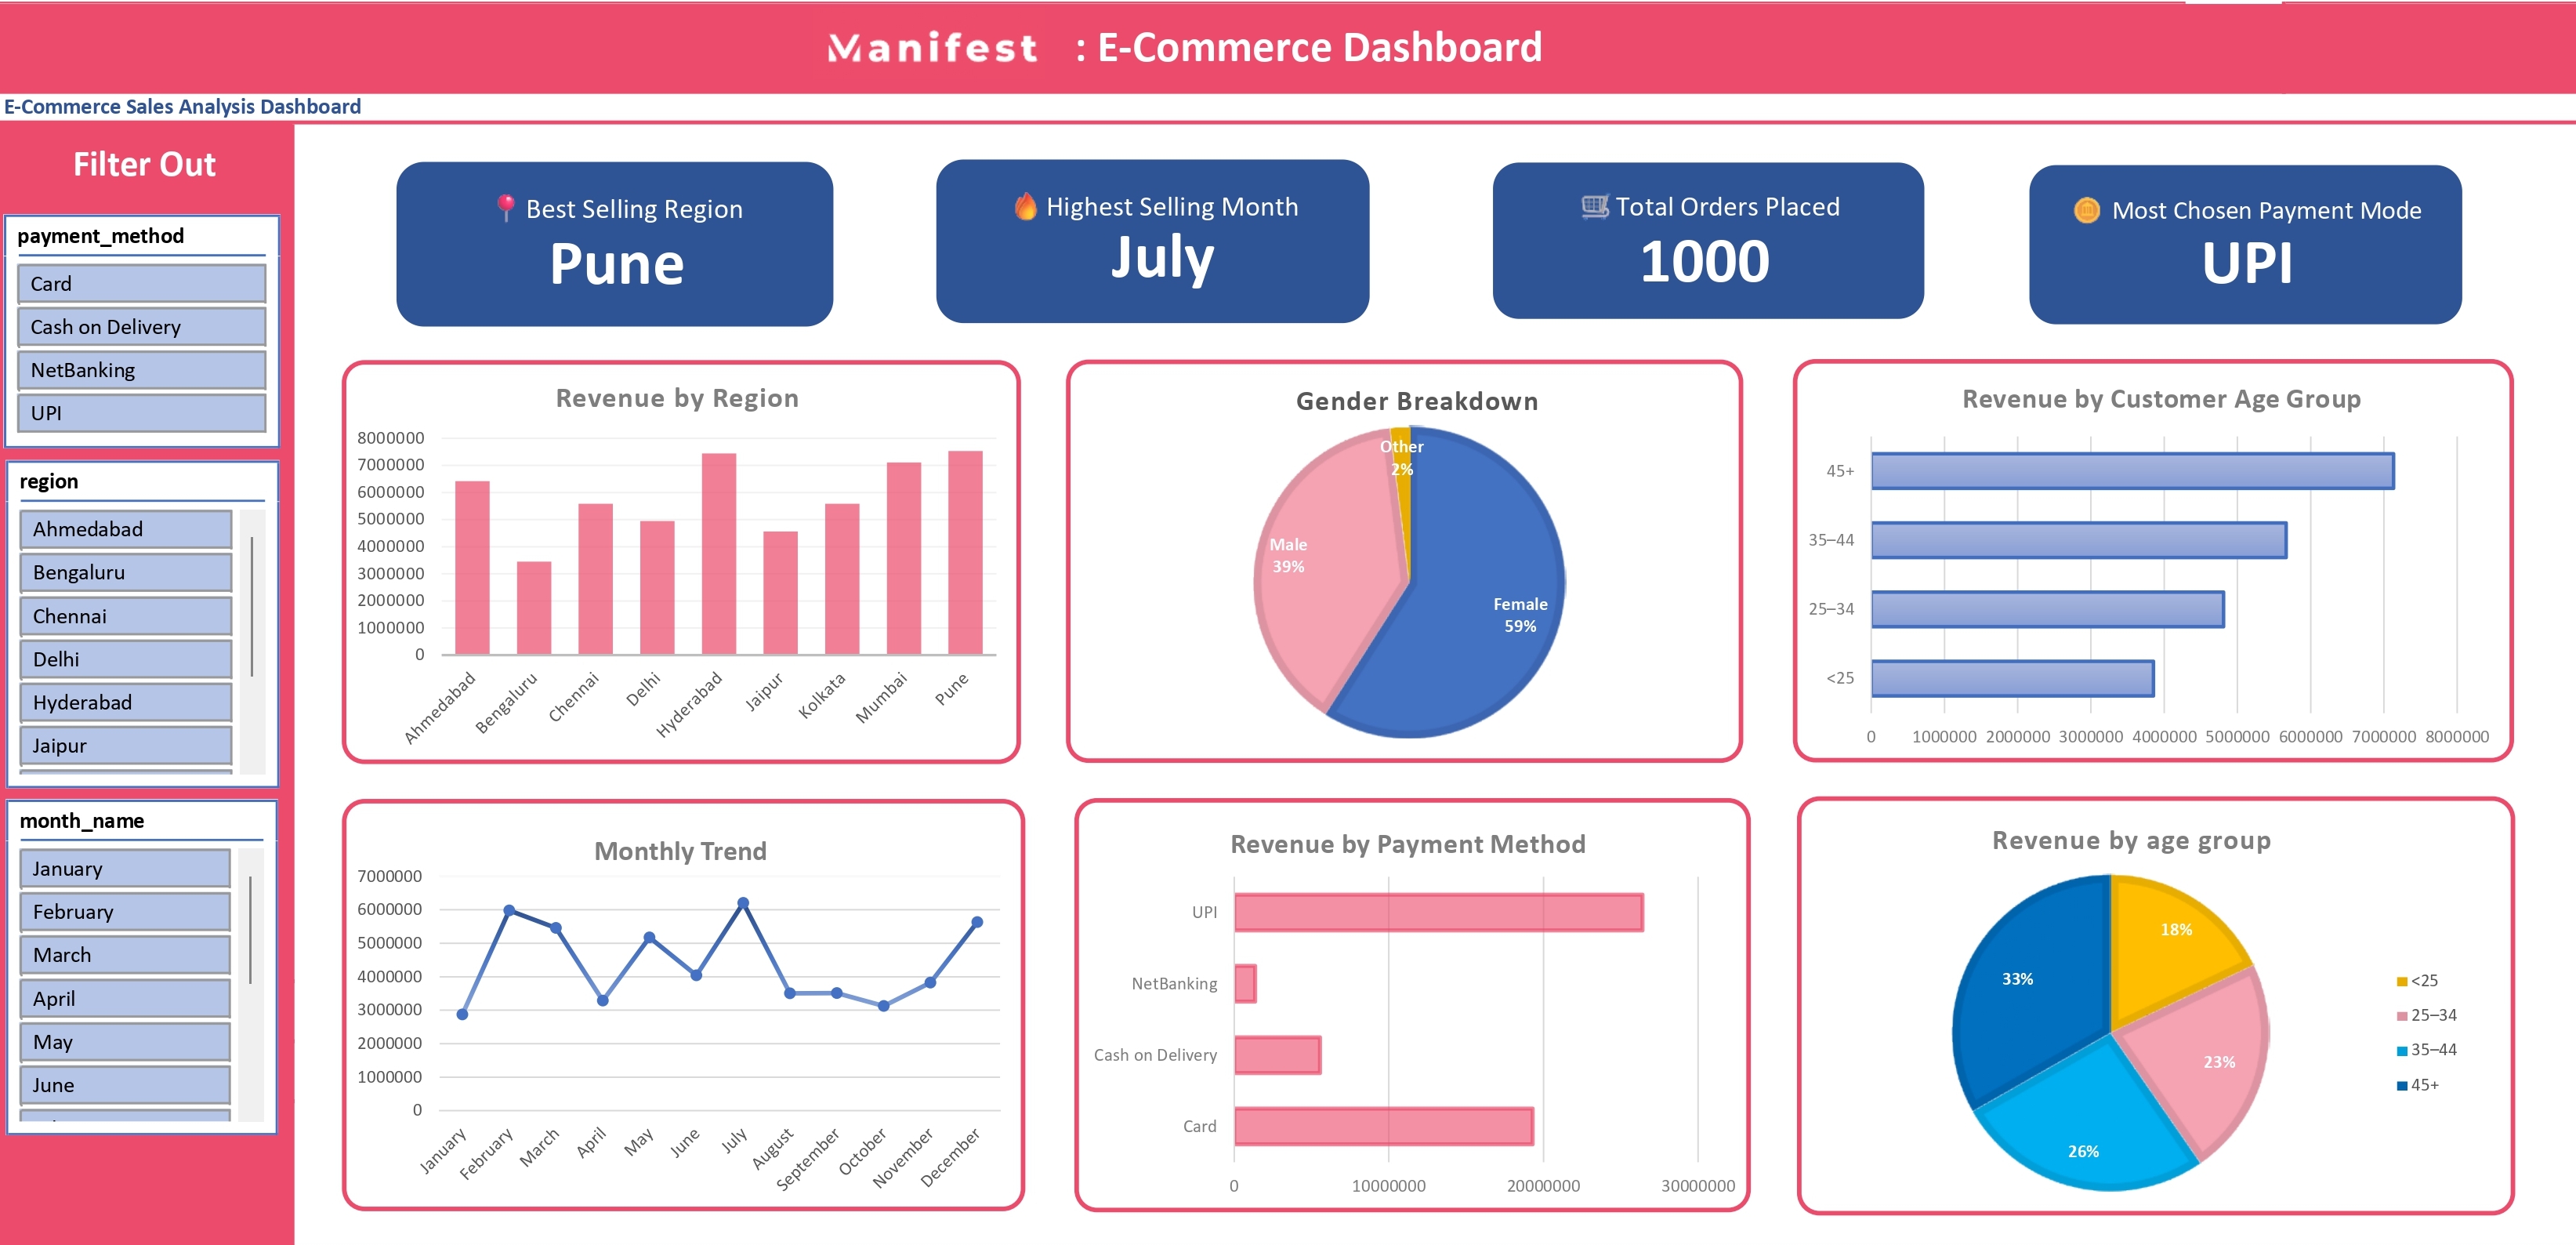 Manifest : E-Commerce Dashboard
E-Commerce Sales Analysis Dashboard
Filter Out
payment_method
Card
Cash on Delivery
NetBanking
UPI
region
Ahmedabad
Bengaluru
Chennai
Delhi
Hyderabad
Jaipur
month_name
January
February
March
April
May
June
Best Selling Region
Pune
Highest Selling Month
July
Total Orders Placed
1000
Most Chosen Payment Mode
UPI
Revenue by Region
8000000
7000000
6000000
5000000
4000000
3000000
2000000
1000000
0
Ahmedabad
Bengaluru
Chennai
Delhi
Hyderabad
Jaipur
Kolkata
Mumbai
Pune
Gender Breakdown
Other
2%
Male
39%
Female
59%
Revenue by Customer Age Group
45+
35–44
25–34
<25
0 1000000 2000000 3000000 4000000 5000000 6000000 7000000 8000000
Monthly Trend
7000000
6000000
5000000
4000000
3000000
2000000
1000000
0
January
February
March
April
May
June
July
August
September
October
November
December
Revenue by Payment Method
UPI
NetBanking
Cash on Delivery
Card
0 10000000 20000000 30000000
Revenue by age group
18%
33%
23%
26%
<25
25–34
35–44
45+